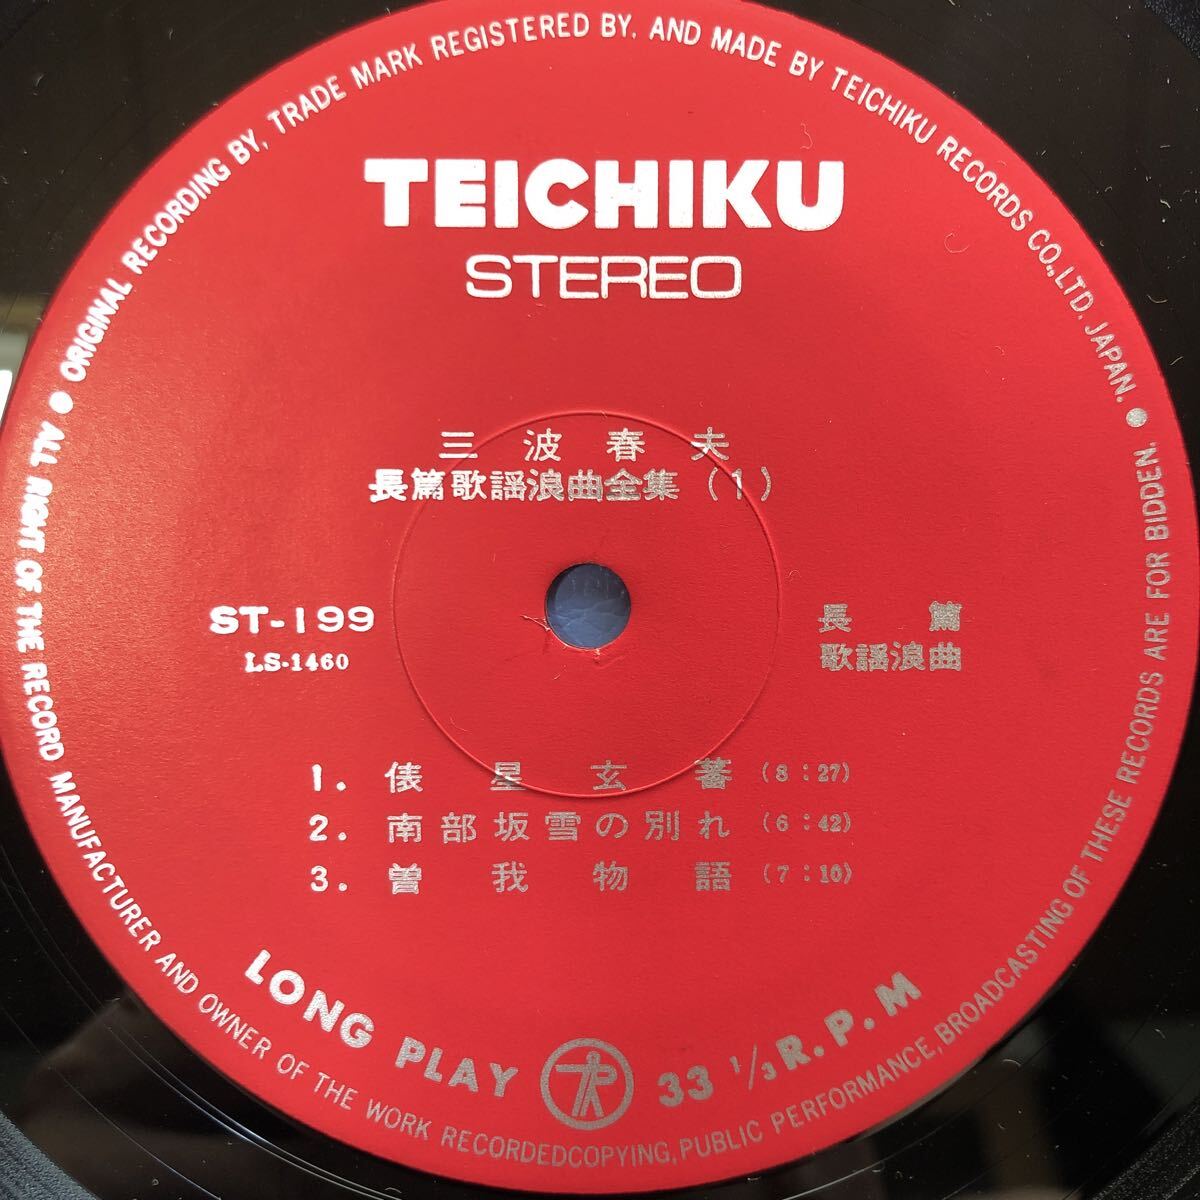 ORIGINAL RECORDING BY, TRADE MARK REGISTERED BY. AND MADE BY TEICHIKU RECORDS CO., LTD. JAPAN.
TEICHIKU
STEREO
三波春夫
長篇歌謡浪曲全集(1)
ST-199
LS-1460
長篇
歌謡浪曲
1. 俵星玄蕃 (8:27)
2. 南部坂雪の別れ (6:42)
3. 曽我物語 (7:10)
LONG PLAY
33 1/3 R.P.M
● ALL RIGHT OF THE RECORD MANUFACTURER AND OWNER OF THE WORK RECORDEDCOPYING, PUBLIC PERFORMANCE, BROADCASTING OF THESE RECORDS ARE FOR BIDDEN. ●